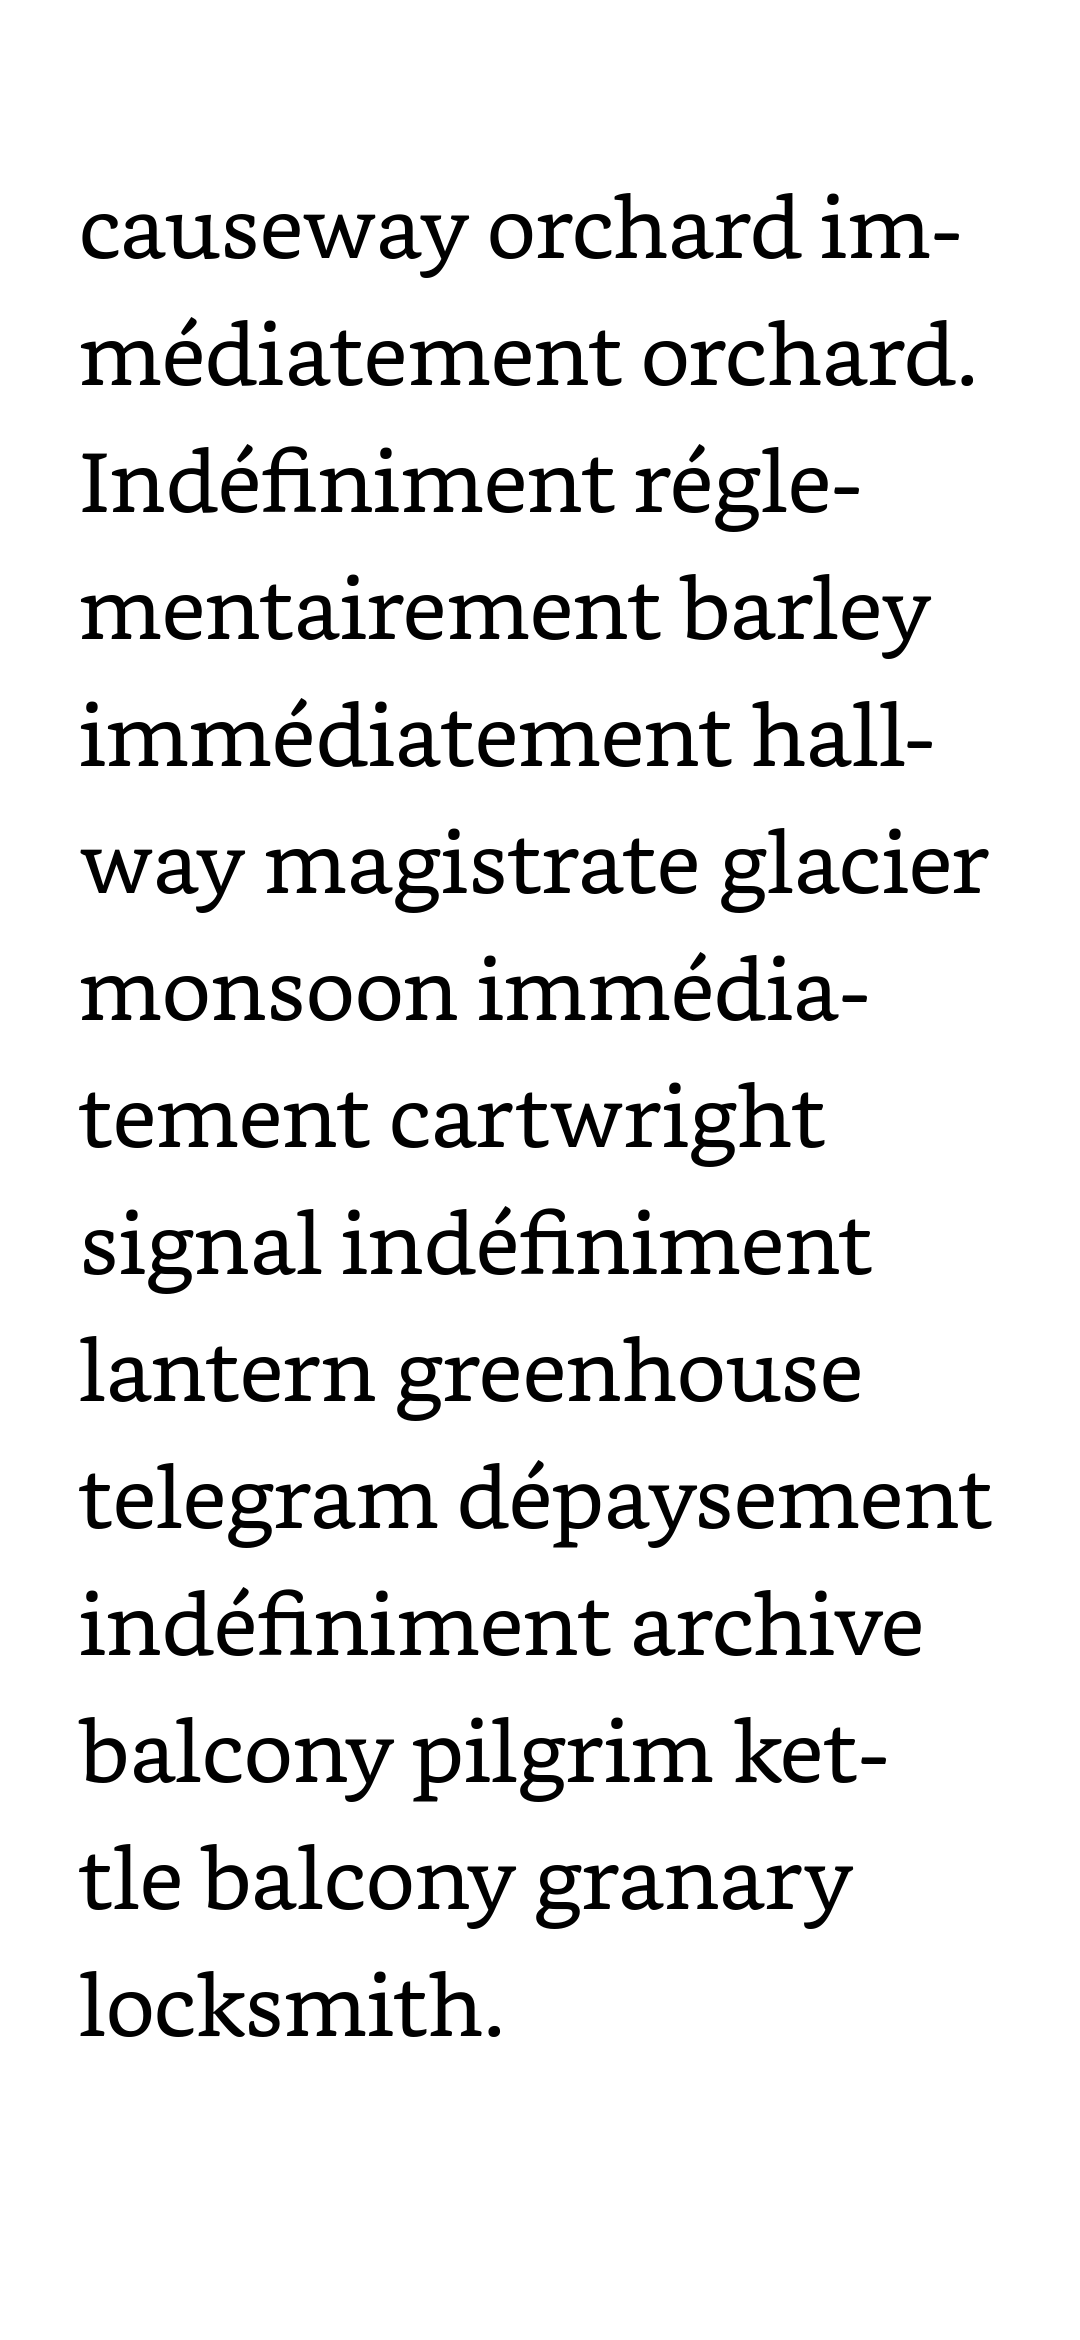 causeway orchard im-
médiatement orchard.
Indéfiniment régle-
mentairement barley
immédiatement hall-
way magistrate glacier
monsoon immédia-
tement cartwright
signal indéfiniment
lantern greenhouse
telegram dépaysement
indéfiniment archive
balcony pilgrim ket-
tle balcony granary
locksmith.